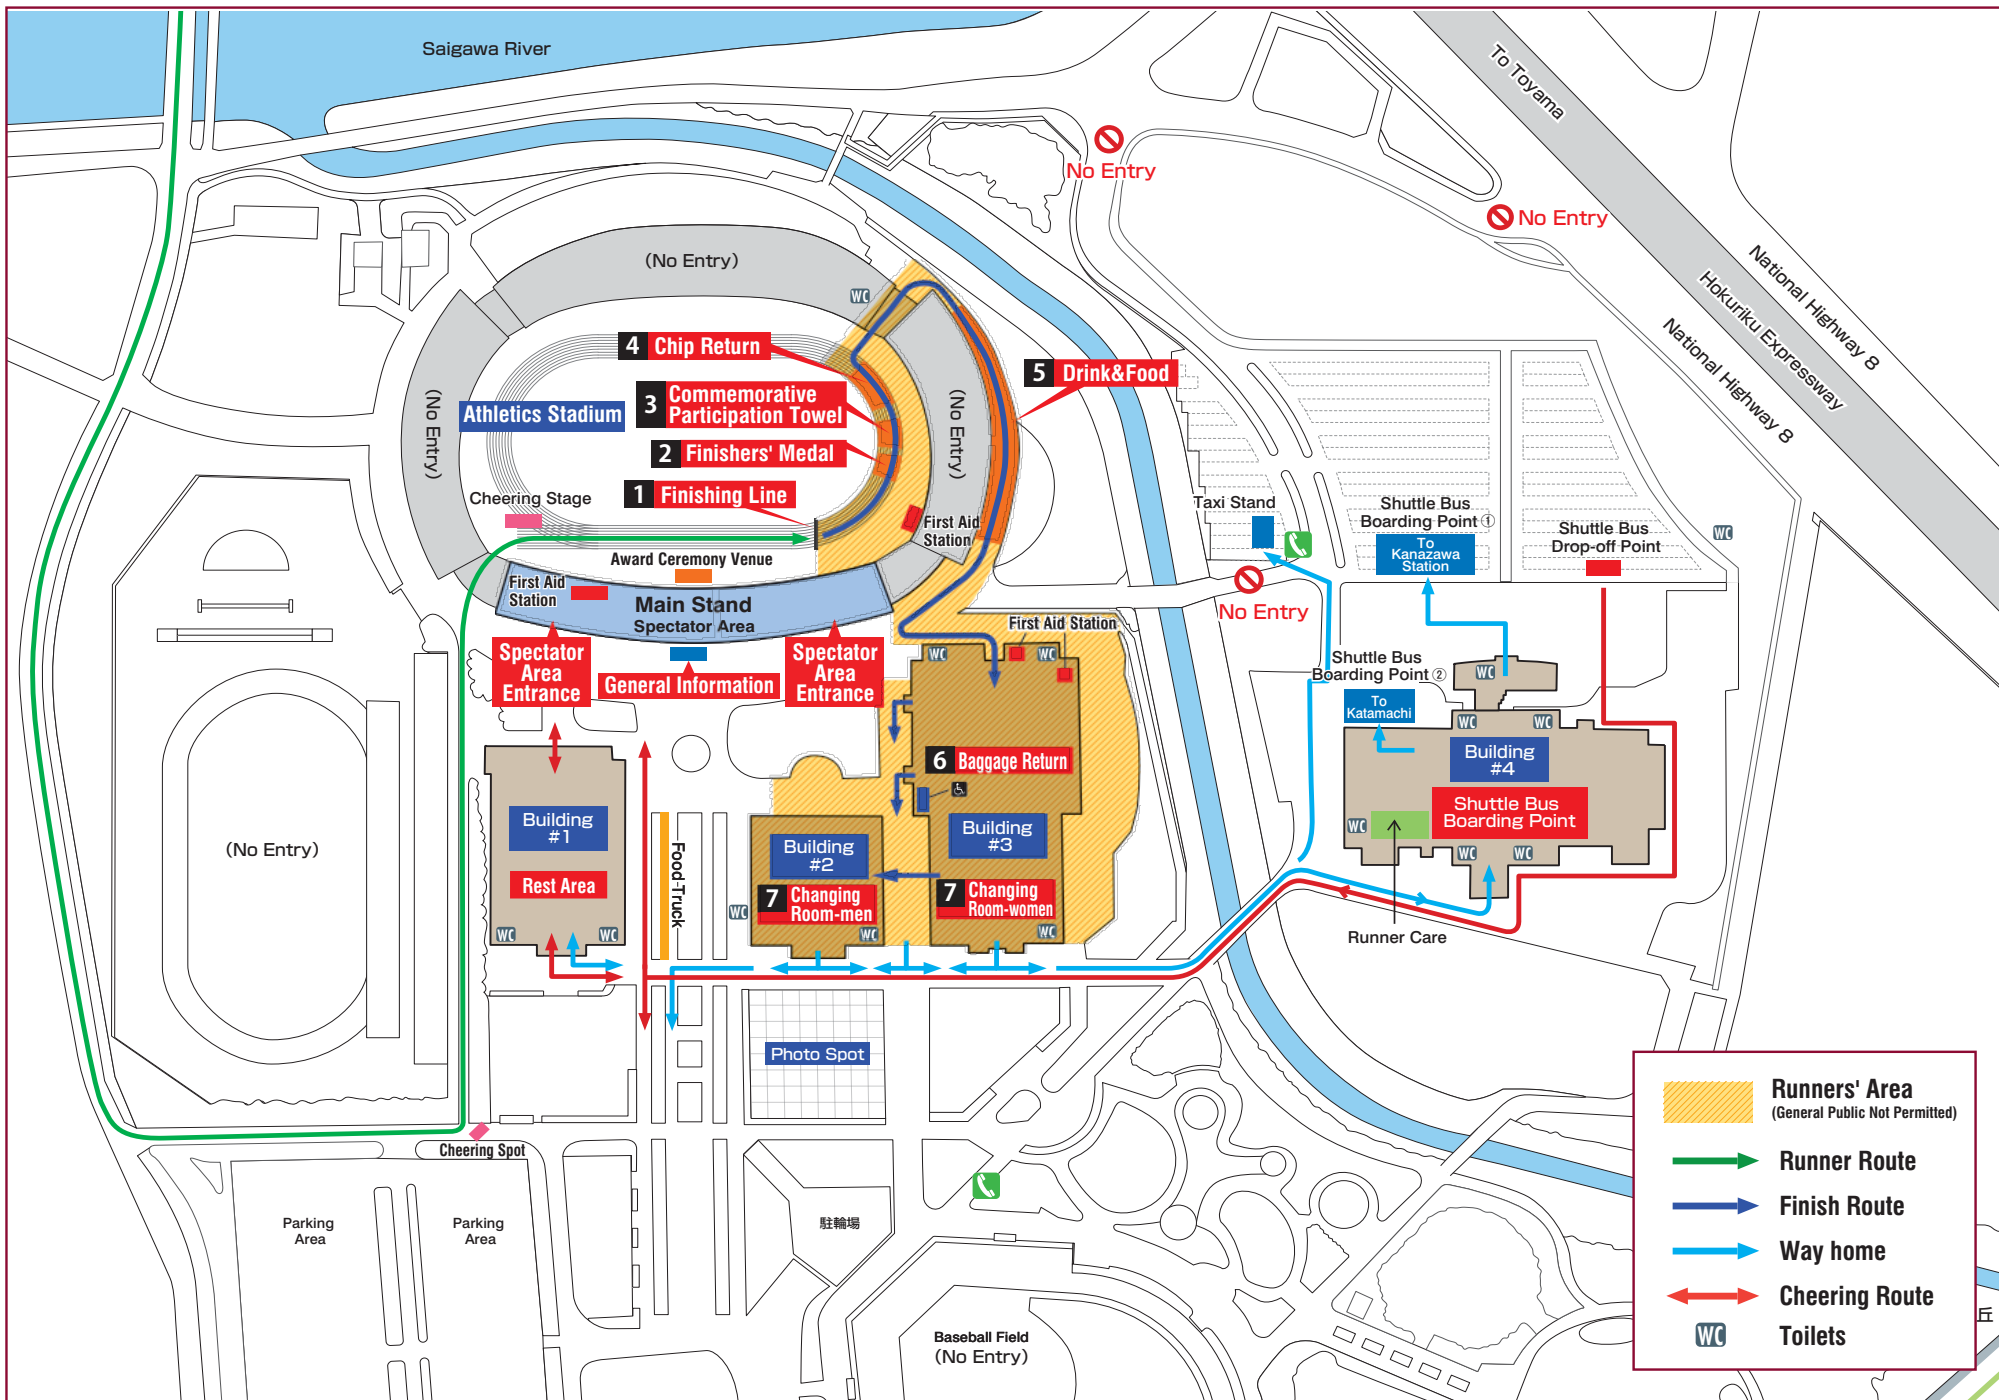 Saigawa River
To Toyama
No Entry
No Entry
National Highway 8
Hokuriku Expressway
National Highway 8
(No Entry)
WC
4 Chip Return
5 Drink&Food
3 Commemorative
Participation Towel
Athletics Stadium
(No Entry)
(No Entry)
2 Finishers' Medal
1 Finishing Line
Cheering Stage
First Aid
Station
Award Ceremony Venue
First Aid
Station
Main Stand
Spectator Area
Taxi Stand
Shuttle Bus
Boarding Point ①
To
Kanazawa
Station
Shuttle Bus
Drop-off Point
WC
No Entry
First Aid Station
Spectator
Area
Entrance
General Information
Spectator
Area
Entrance
WC
WC
Shuttle Bus
Boarding Point ②
To
Katamachi
WC
WC
WC
6 Baggage Return
Building
#4
Shuttle Bus
Boarding Point
WC
WC
WC
Runner Care
Building
#1
Rest Area
WC
WC
Food-Truck
Building
#2
7 Changing
Room-men
WC
WC
Building
#3
7 Changing
Room-women
WC
(No Entry)
Photo Spot
Cheering Spot
Parking
Area
Parking
Area
駐輪場
Baseball Field
(No Entry)
Runners' Area
(General Public Not Permitted)
Runner Route
Finish Route
Way home
Cheering Route
WC Toilets
丘